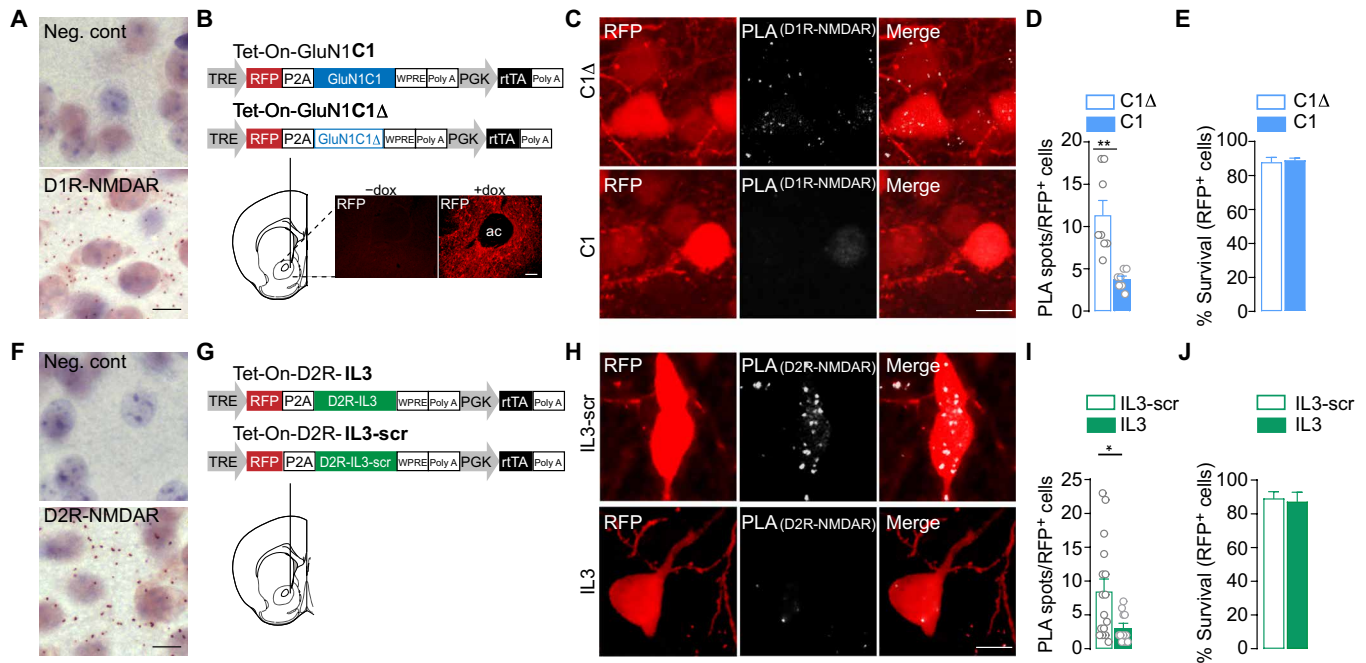 A
Neg. cont
D1R-NMDAR
B
Tet-On-GluN1C1
TRE RFP P2A GluN1C1 WPRE Poly A PGK rtTA Poly A
Tet-On-GluN1C1Δ
TRE RFP P2A GluN1C1Δ WPRE Poly A PGK rtTA Poly A
−dox +dox
RFP RFP
ac
C
RFP PLA (D1R-NMDAR) Merge
C1Δ
RFP PLA (D1R-NMDAR) Merge
C1
D
C1Δ
C1
**
20
15
10
5
0
PLA spots/RFP+ cells
E
C1Δ
C1
100
80
60
40
20
0
% Survival (RFP+ cells)
F
Neg. cont
D2R-NMDAR
G
Tet-On-D2R-IL3
TRE RFP P2A D2R-IL3 WPRE Poly A PGK rtTA Poly A
Tet-On-D2R-IL3-scr
TRE RFP P2A D2R-IL3-scr WPRE Poly A PGK rtTA Poly A
H
RFP PLA (D2R-NMDAR) Merge
IL3-scr
RFP PLA (D2R-NMDAR) Merge
IL3
I
IL3-scr
IL3
*
25
20
15
10
5
0
PLA spots/RFP+ cells
J
IL3-scr
IL3
100
80
60
40
20
0
% Survival (RFP+ cells)